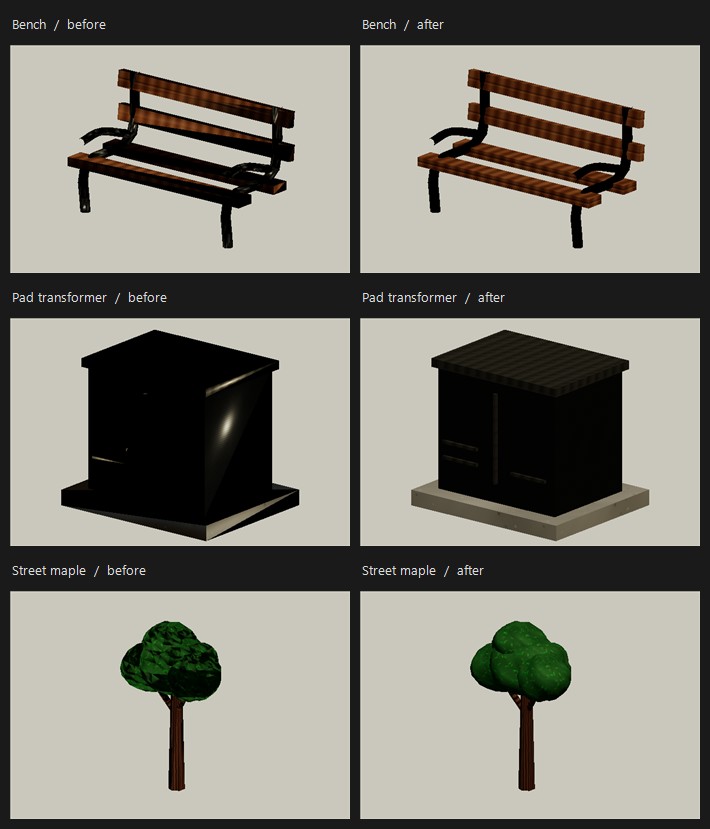 Bench / before
Bench / after
Pad transformer / before
Pad transformer / after
Street maple / before
Street maple / after